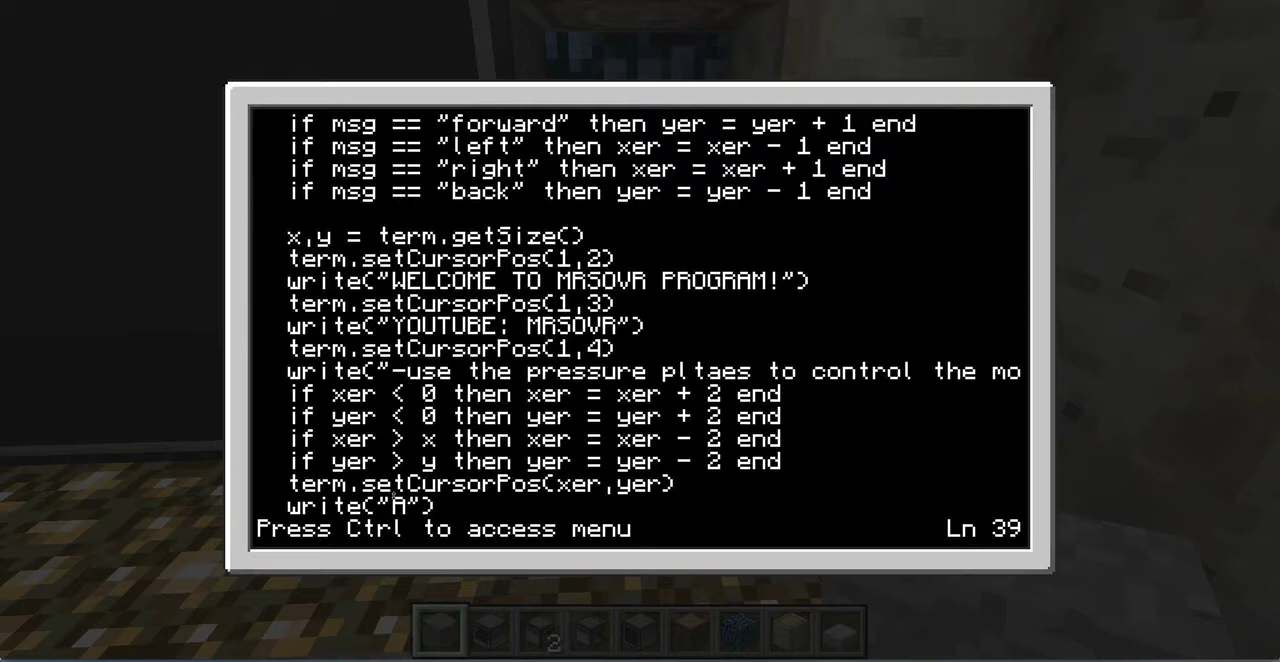 if msg == "forward" then yer = yer + 1 end
if msg == "left" then xer = xer - 1 end
if msg == "right" then xer = xer + 1 end
if msg == "back" then yer = yer - 1 end
x,y = term.getSize()
term.setCursorPos(1,2)
write("WELCOME TO MRSOVR PROGRAM!")
term.setCursorPos(1,3)
write("YOUTUBE: MRSOVR")
term.setCursorPos(1,4)
write("-use the pressure pltaes to control the mo
if xer < 0 then xer = xer + 2 end
if yer < 0 then yer = yer + 2 end
if xer > x then xer = xer - 2 end
if yer > y then yer = yer - 2 end
term.setCursorPos(xer,yer)
write("A")
Press Ctrl to access menu Ln 39
2